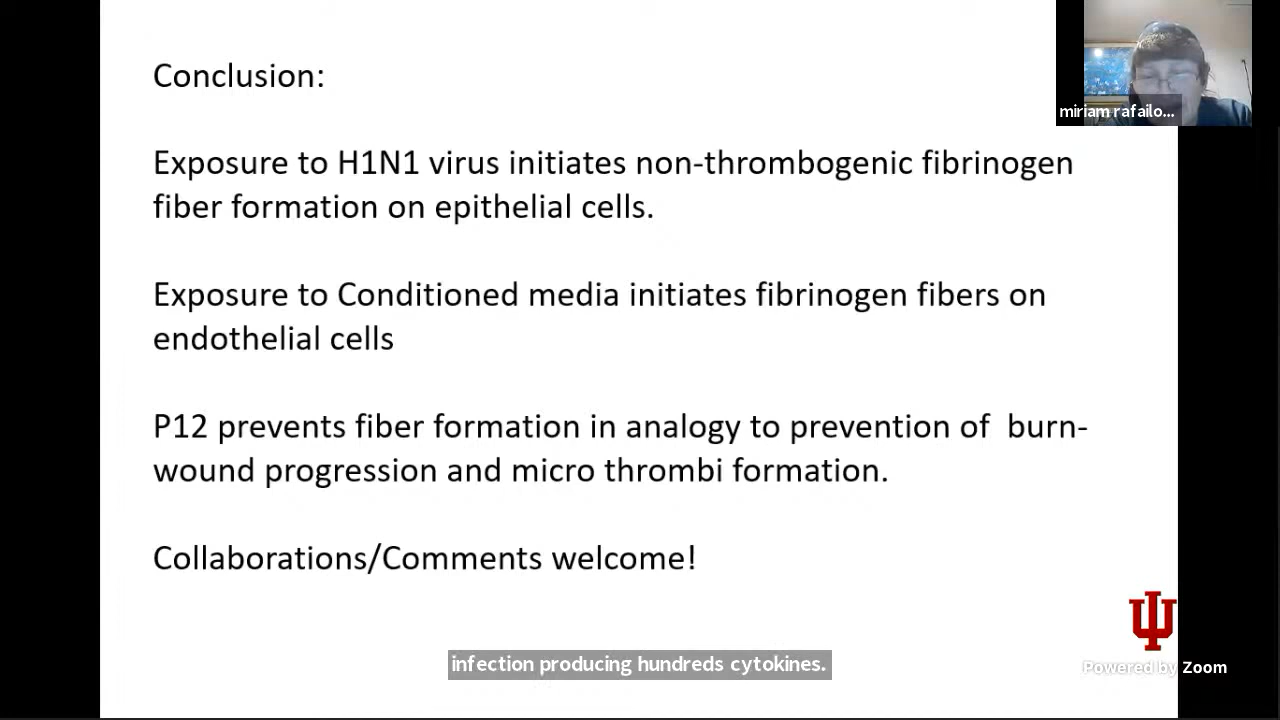 Conclusion:
Exposure to H1N1 virus initiates non-thrombogenic fibrinogen
fiber formation on epithelial cells.
Exposure to Conditioned media initiates fibrinogen fibers on
endothelial cells
P12 prevents fiber formation in analogy to prevention of  burn-
wound progression and micro thrombi formation.
Collaborations/Comments welcome!
miriam rafailo...
infection producing hundreds cytokines.
Powered by Zoom